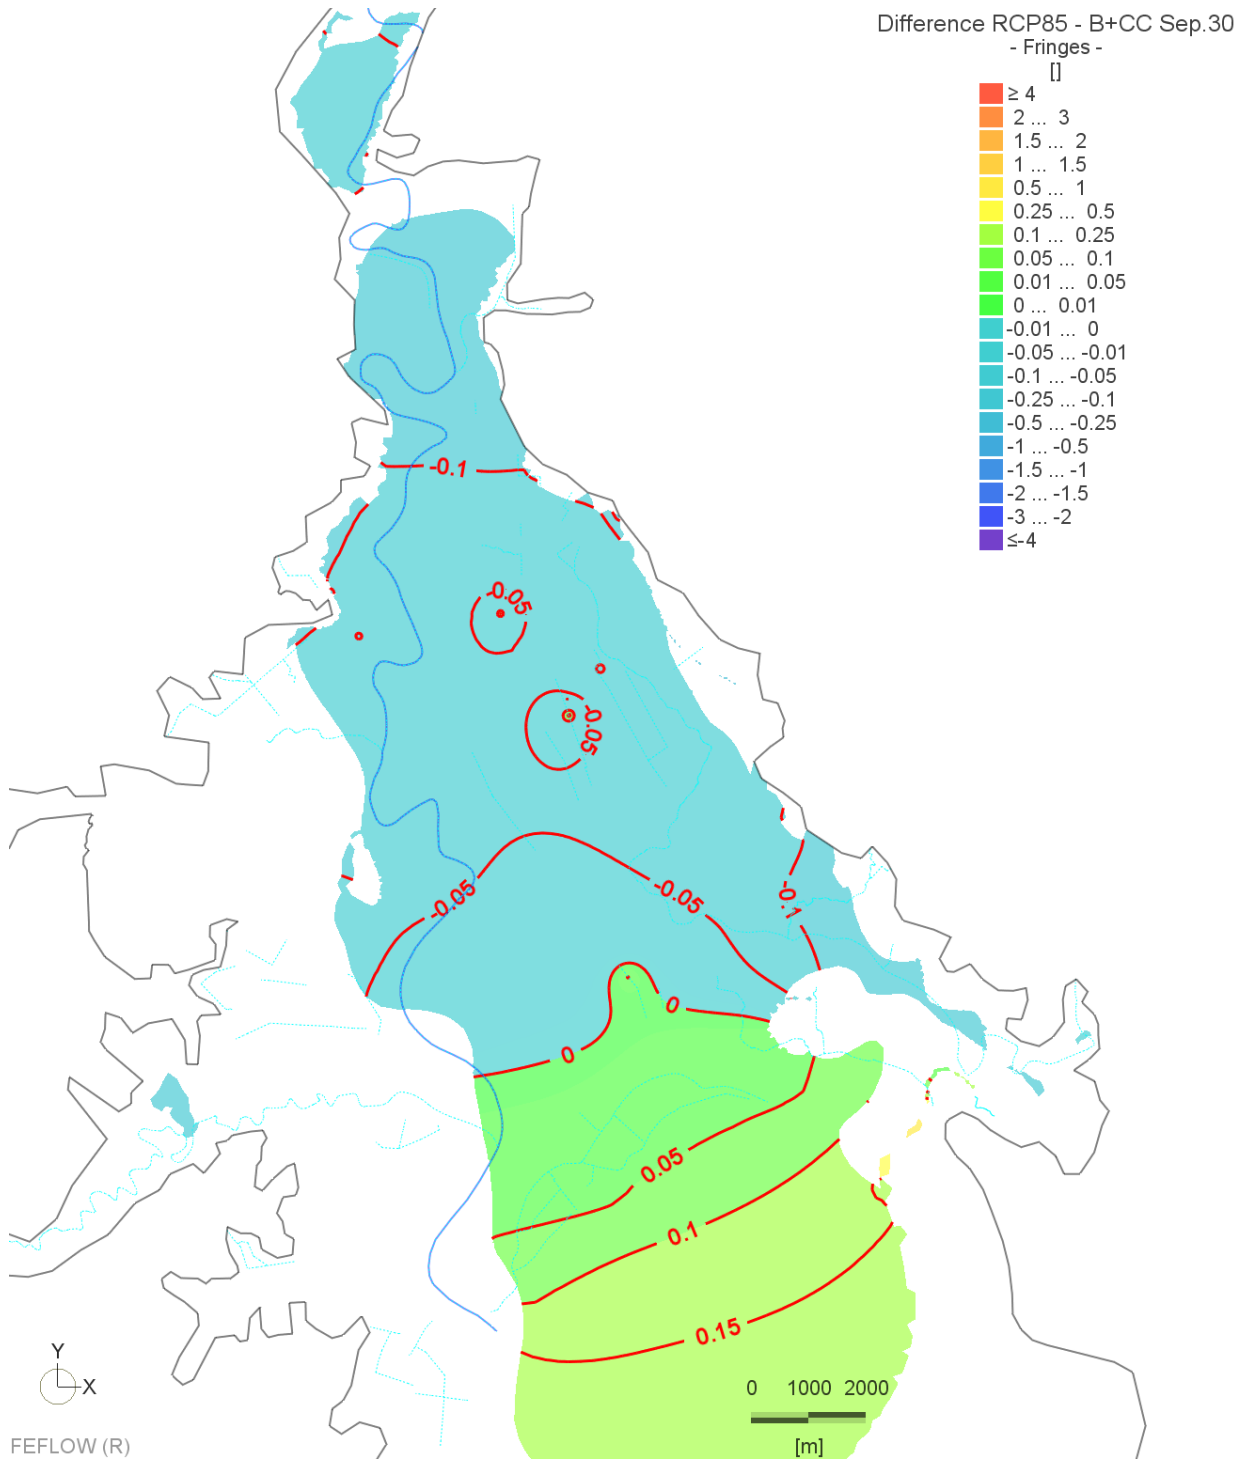 Difference RCP85 - B+CC Sep.30
- Fringes -
[]
≥ 4
2 ... 3
1.5 ... 2
1 ... 1.5
0.5 ... 1
0.25 ... 0.5
0.1 ... 0.25
0.05 ... 0.1
0.01 ... 0.05
0 ... 0.01
-0.01 ... 0
-0.05 ... -0.01
-0.1 ... -0.05
-0.25 ... -0.1
-0.5 ... -0.25
-1 ... -0.5
-1.5 ... -1
-2 ... -1.5
-3 ... -2
≤-4
-0.1
-0.05
-0.05
-0.05
-0.05
-0.1
0
0
0.05
0.1
0.15
Y
X
0 1000 2000
[m]
FEFLOW (R)